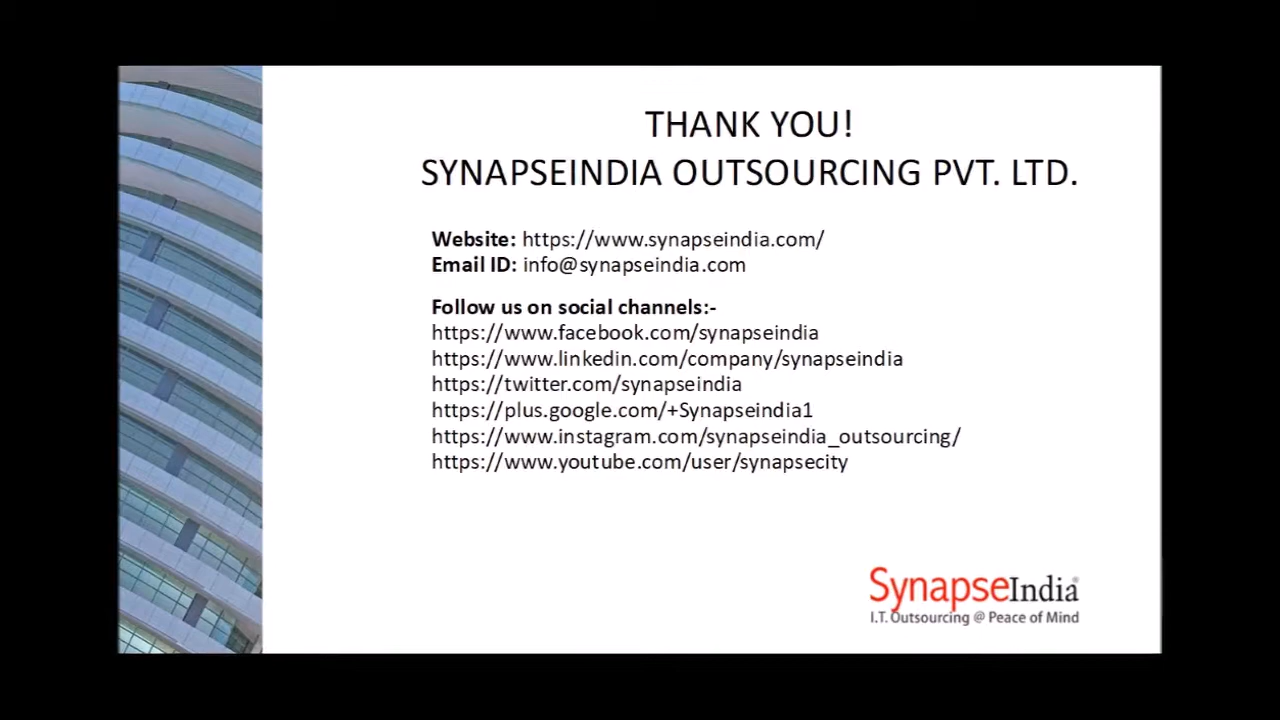 THANK YOU!
SYNAPSEINDIA OUTSOURCING PVT. LTD.
Website: https://www.synapseindia.com/
Email ID: info@synapseindia.com
Follow us on social channels:-
https://www.facebook.com/synapseindia
https://www.linkedin.com/company/synapseindia
https://twitter.com/synapseindia
https://plus.google.com/+Synapseindia1
https://www.instagram.com/synapseindia_outsourcing/
https://www.youtube.com/user/synapsecity
SynapseIndia®
I.T. Outsourcing @ Peace of Mind